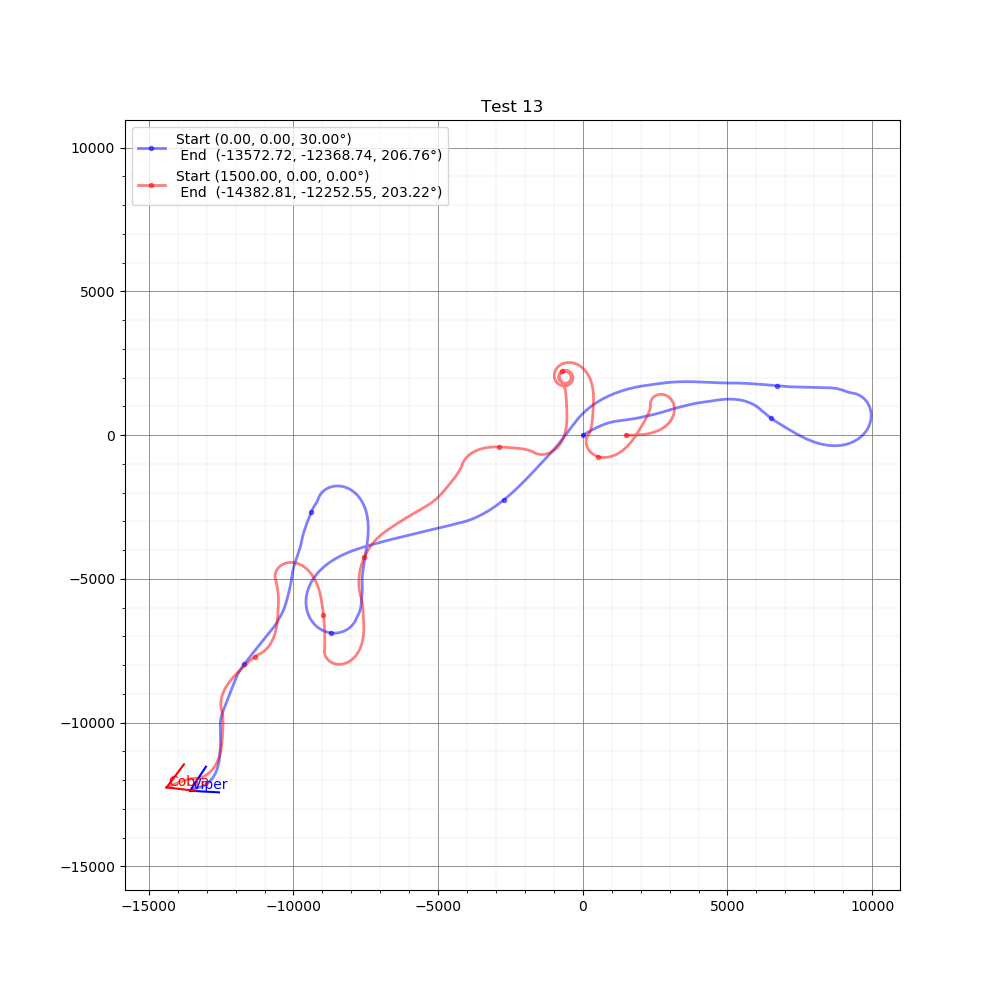 Test 13
Start (0.00, 0.00, 30.00°)
End (-13572.72, -12368.74, 206.76°)
Start (1500.00, 0.00, 0.00°)
End (-14382.81, -12252.55, 203.22°)
10000
5000
0
−5000
−10000
−15000
Cobra
Viper
−15000 −10000 −5000 0 5000 10000